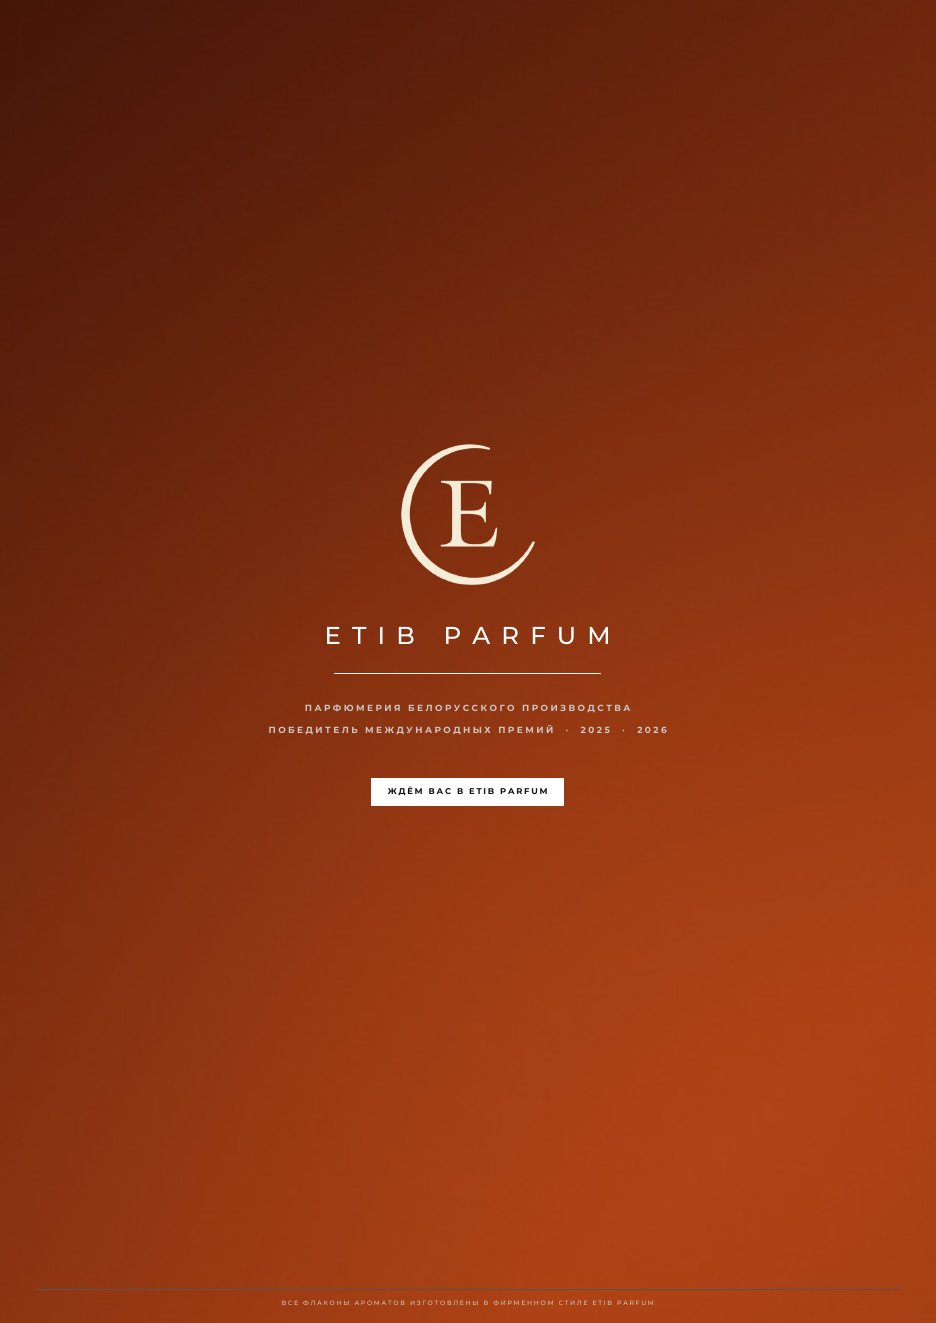 E
ETIB PARFUM
ПАРФЮМЕРИЯ БЕЛОРУССКОГО ПРОИЗВОДСТВА
ПОБЕДИТЕЛЬ МЕЖДУНАРОДНЫХ ПРЕМИЙ · 2025 · 2026
ЖДЁМ ВАС В ETIB PARFUM
ВСЕ ФЛАКОНЫ АРОМАТОВ ИЗГОТОВЛЕНЫ В ФИРМЕННОМ СТИЛЕ ETIB PARFUM